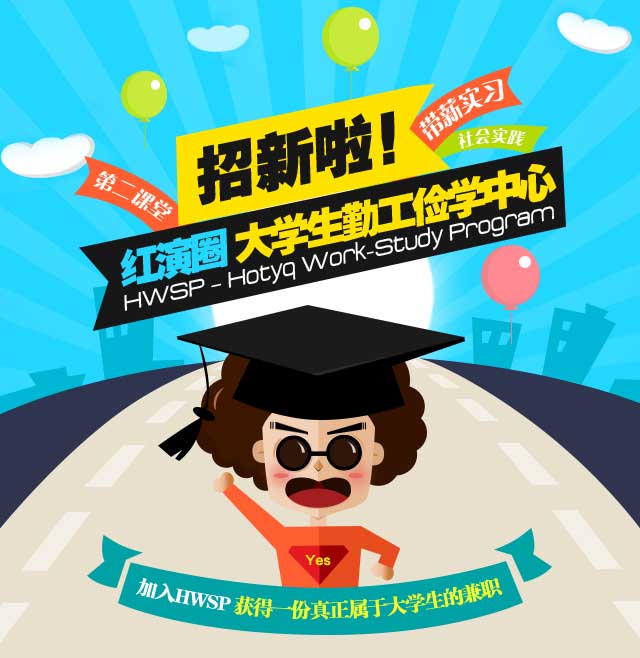 招新啦!
带薪实习
社会实践
第二课堂
红演圈 大学生勤工俭学中心
HWSP - Hotyq Work-Study Program
Yes
加入HWSP 获得一份真正属于大学生的兼职